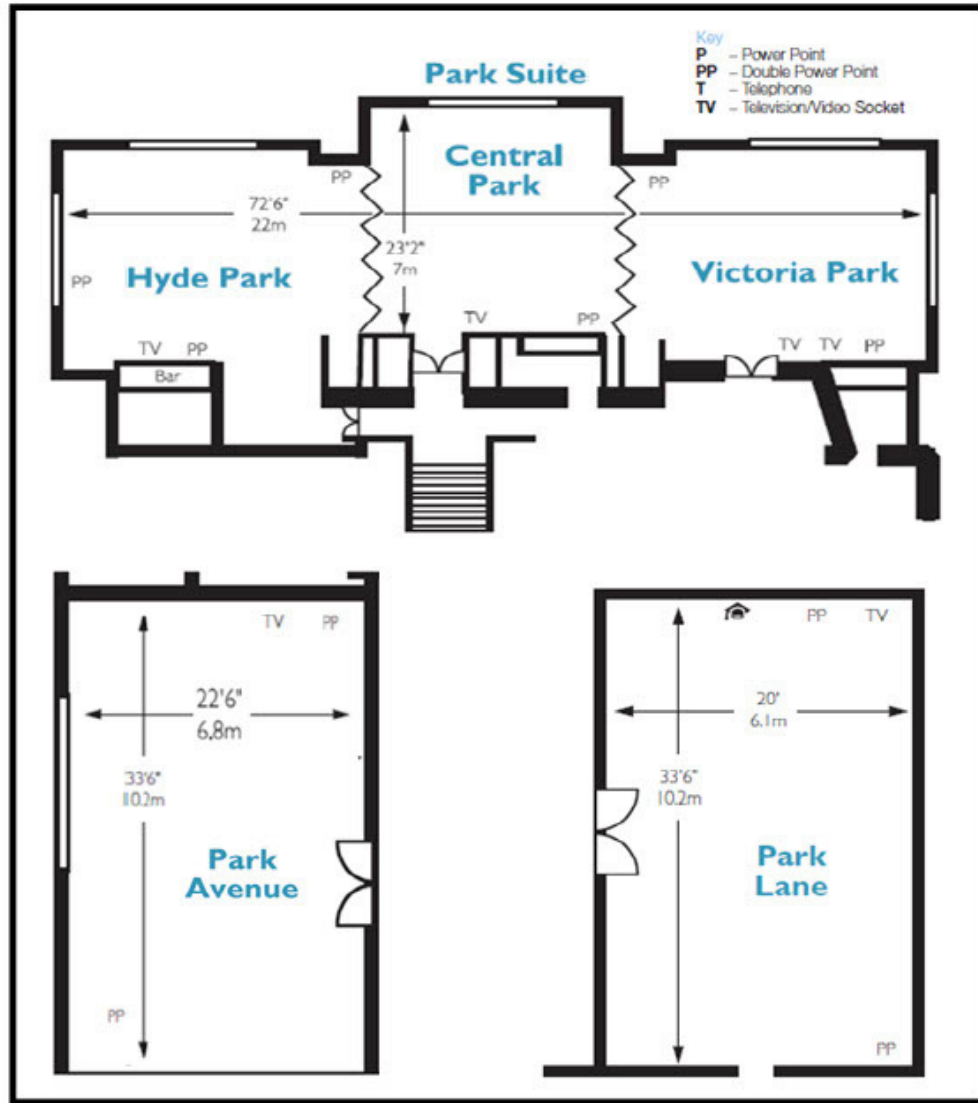 Key
P – Power Point
PP – Double Power Point
T – Telephone
TV – Television/Video Socket
Park Suite
Central
Park
PP
PP
72'6"
22m
23'2"
7m
Hyde Park
Victoria Park
PP
TV
PP
TV PP
TV TV PP
Bar
TV PP
22'6"
6.8m
33'6"
10.2m
Park
Avenue
PP
PP TV
20'
6.1m
33'6"
10.2m
Park
Lane
PP